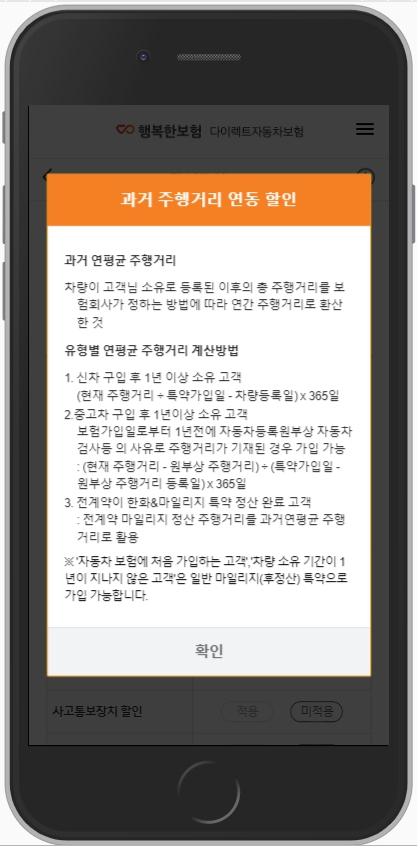 행복한보험 다이렉트자동차보험
과거 주행거리 연동 할인
과거 연평균 주행거리
차량이 고객님 소유로 등록된 이후의 총 주행거리를 보
험회사가 정하는 방법에 따라 연간 주행거리로 환산
한 것
유형별 연평균 주행거리 계산방법
1. 신차 구입 후 1년 이상 소유 고객
(현재 주행거리 ÷ 특약가입일 - 차량등록일) x 365일
2.중고차 구입 후 1년이상 소유 고객
보험가입일로부터 1년전에 자동차등록원부상 자동차
검사등 의 사유로 주행거리가 기재된 경우 가입 가능
: (현재 주행거리 - 원부상 주행거리) ÷ (특약가입일 -
원부상 주행거리 등록일) x 365일
3. 전계약이 한화&마일리지 특약 정산 완료 고객
: 전계약 마일리지 정산 주행거리를 과거연평균 주행
거리로 활용
※ '자동차 보험에 처음 가입하는 고객','차량 소유 기간이 1
년이 지나지 않은 고객'은 일반 마일리지(후정산) 특약으로
가입 가능합니다.
확인
사고통보장치 할인 적용 미적용